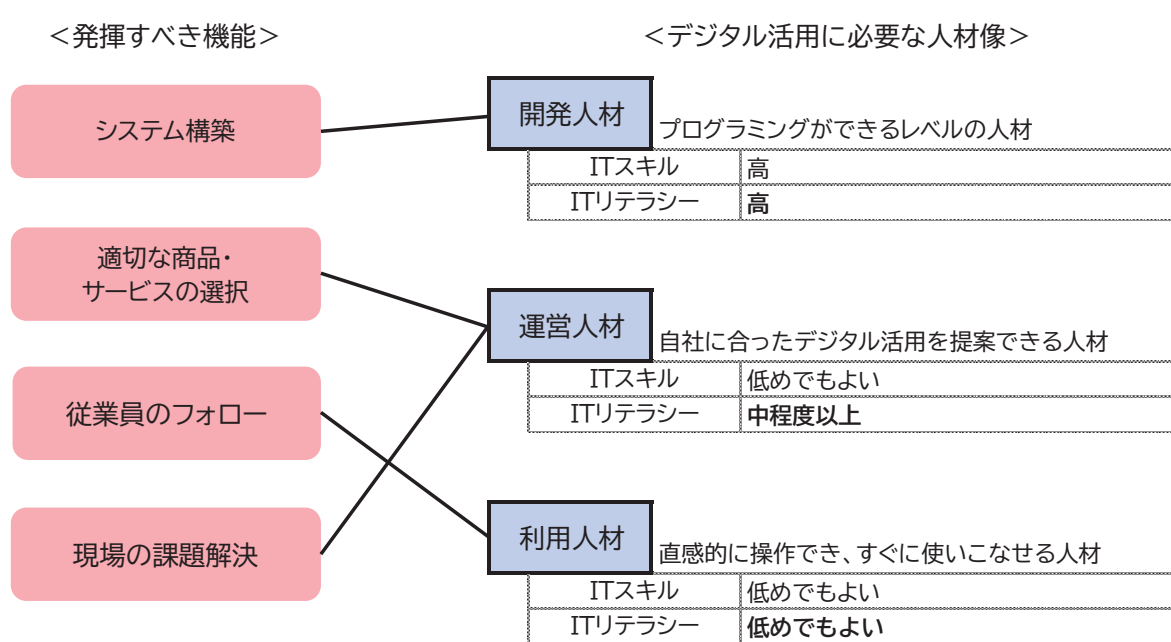 ＜発揮すべき機能＞
＜デジタル活用に必要な人材像＞
システム構築
開発人材
プログラミングができるレベルの人材
ITスキル 高
ITリテラシー 高
適切な商品・
サービスの選択
運営人材
自社に合ったデジタル活用を提案できる人材
ITスキル 低めでもよい
ITリテラシー 中程度以上
従業員のフォロー
現場の課題解決
利用人材
直感的に操作でき、すぐに使いこなせる人材
ITスキル 低めでもよい
ITリテラシー 低めでもよい